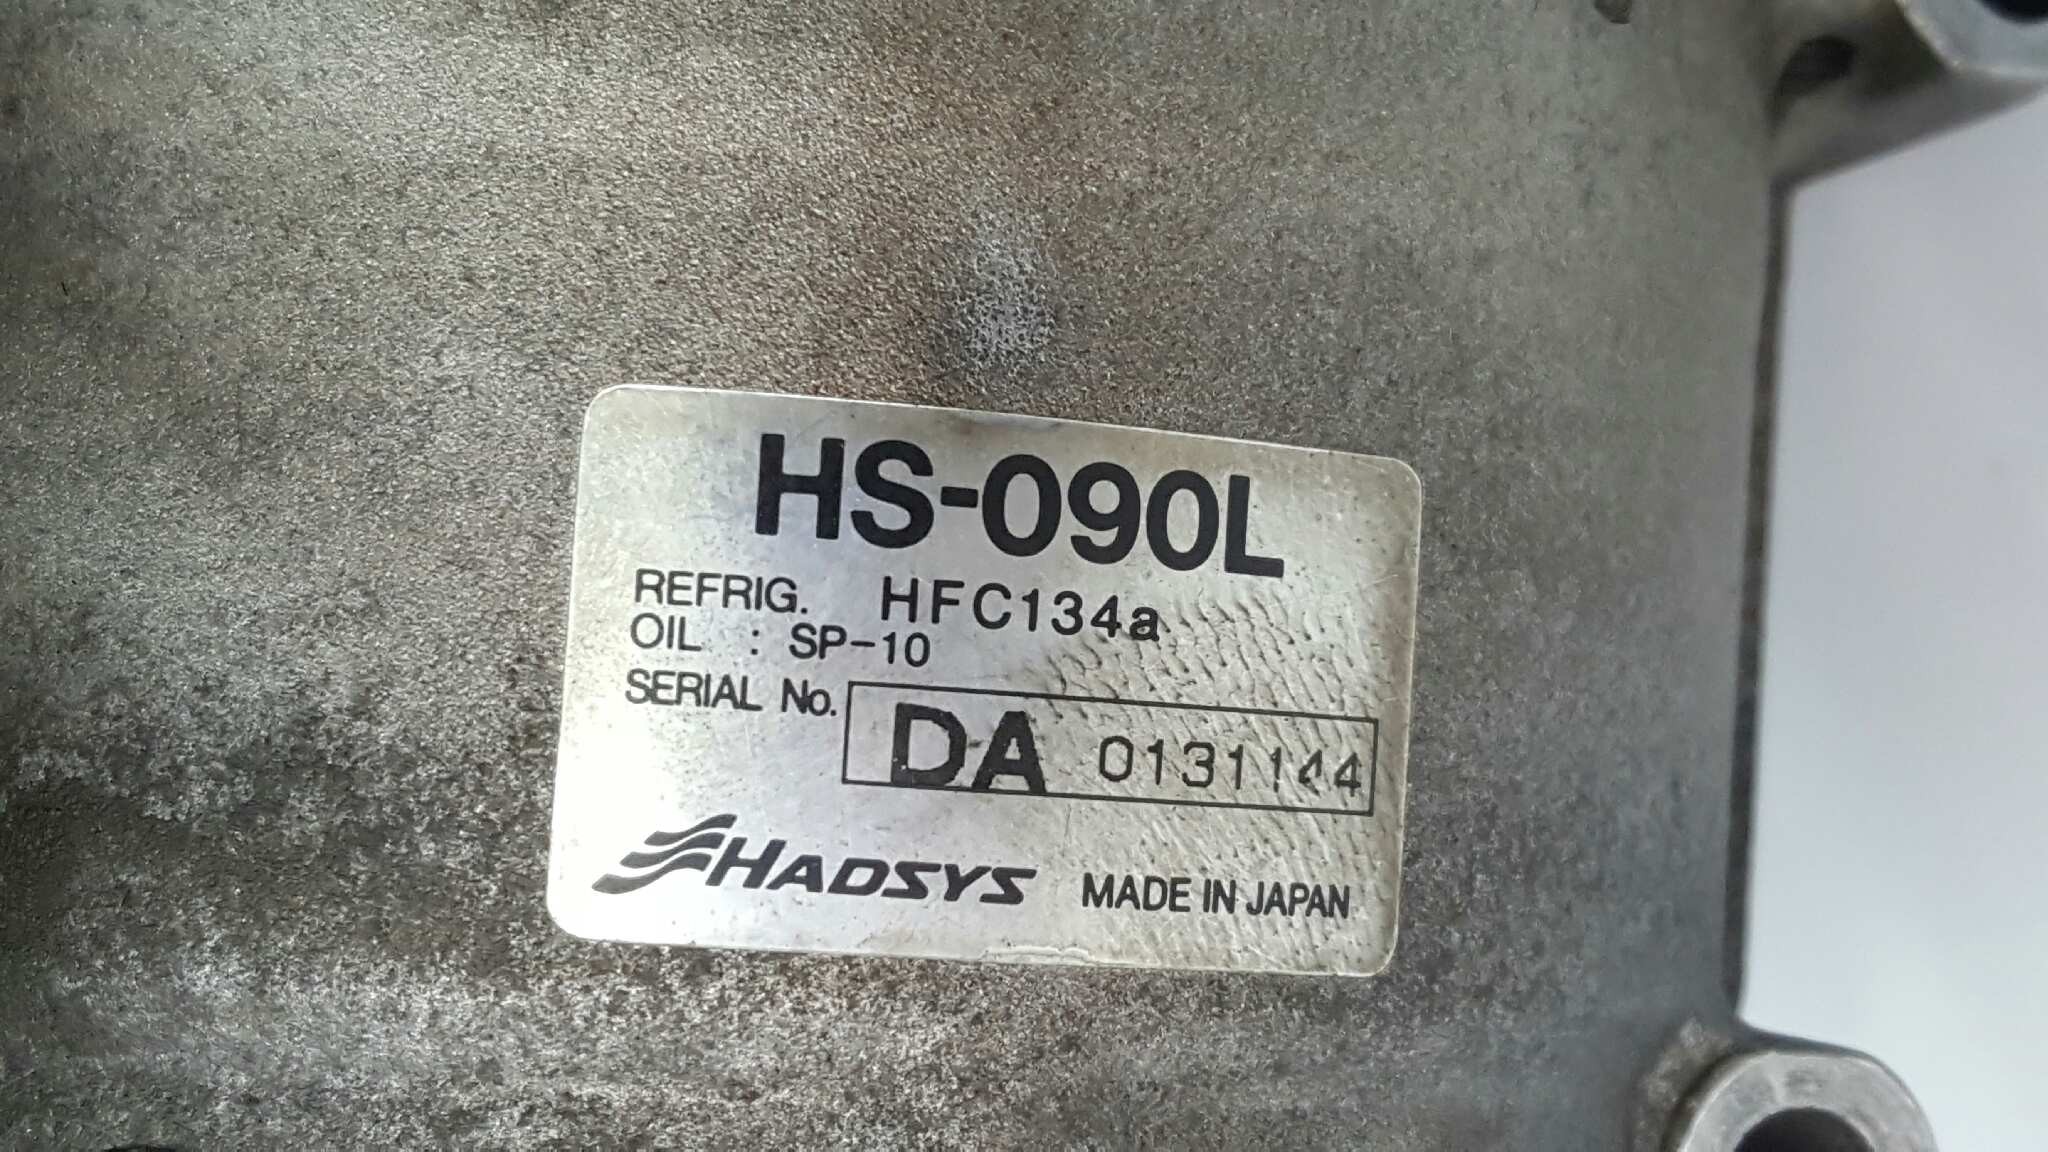 HS-090L
REFRIG. HFC134a
OIL : SP-10
SERIAL No. DA 0131144
HADSYS MADE IN JAPAN